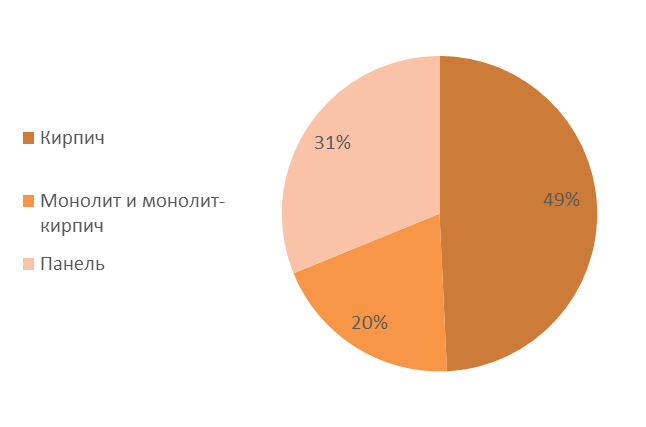 Кирпич
Монолит и монолит-
кирпич
Панель
31%
49%
20%